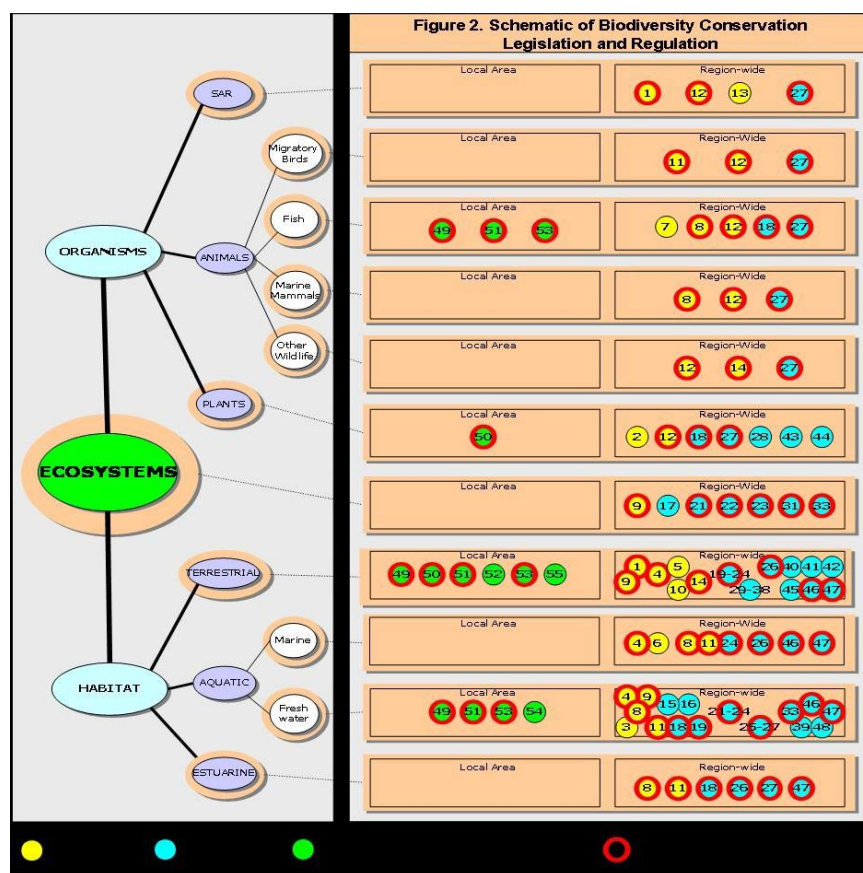 Figure 2. Schematic of Biodiversity Conservation
Legislation and Regulation
SAR
Local Area
Region-wide
1 12 13 27
Migratory
Birds
Local Area
Region-Wide
11 12 27
Fish
Local Area
49 51 53
Region-wide
7 8 12 18 27
ORGANISMS
ANIMALS
Marine
Mammals
Local Area
Region-Wide
8 12 27
Other
Wildlife
Local Area
Region-Wide
12 14 27
PLANTS
Local Area
50
Region-Wide
2 12 18 27 28 43 44
ECOSYSTEMS
Local Area
Region-wide
9 17 21 22 23 31 33
TERRESTRIAL
Local Area
49 50 51 52 53 55
Region-wide
1 5 26 40 41 42
9 4 14 19-24
10 29-38 45 46 47
Marine
Local Area
Region-wide
4 6 8 11 24 26 46 47
HABITAT
AQUATIC
Fresh
water
Local Area
49 51 53 54
Region-wide
4 9 15 16 46
8 21-24 33 47
3 11 18 19 25-27 39 48
ESTUARINE
Local Area
Region-wide
8 11 18 26 27 47